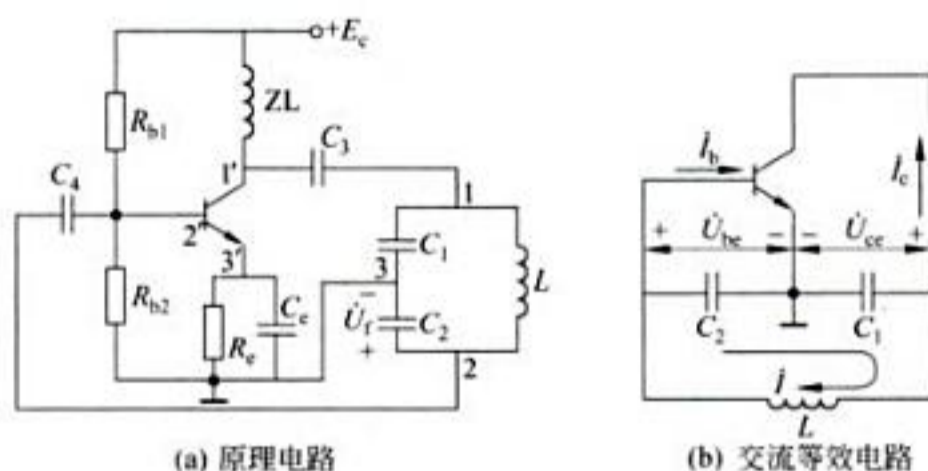 +E_c
ZL
R_b1
C_3
1'
C_4
1
2'
C_1
3'
3
L
R_b2
C_e
U̇_f
−
+
C_2
R_e
2
(a) 原理电路
İ_b
İ_c
+ U̇_be −
− U̇_ce +
C_2
C_1
İ
L
(b) 交流等效电路